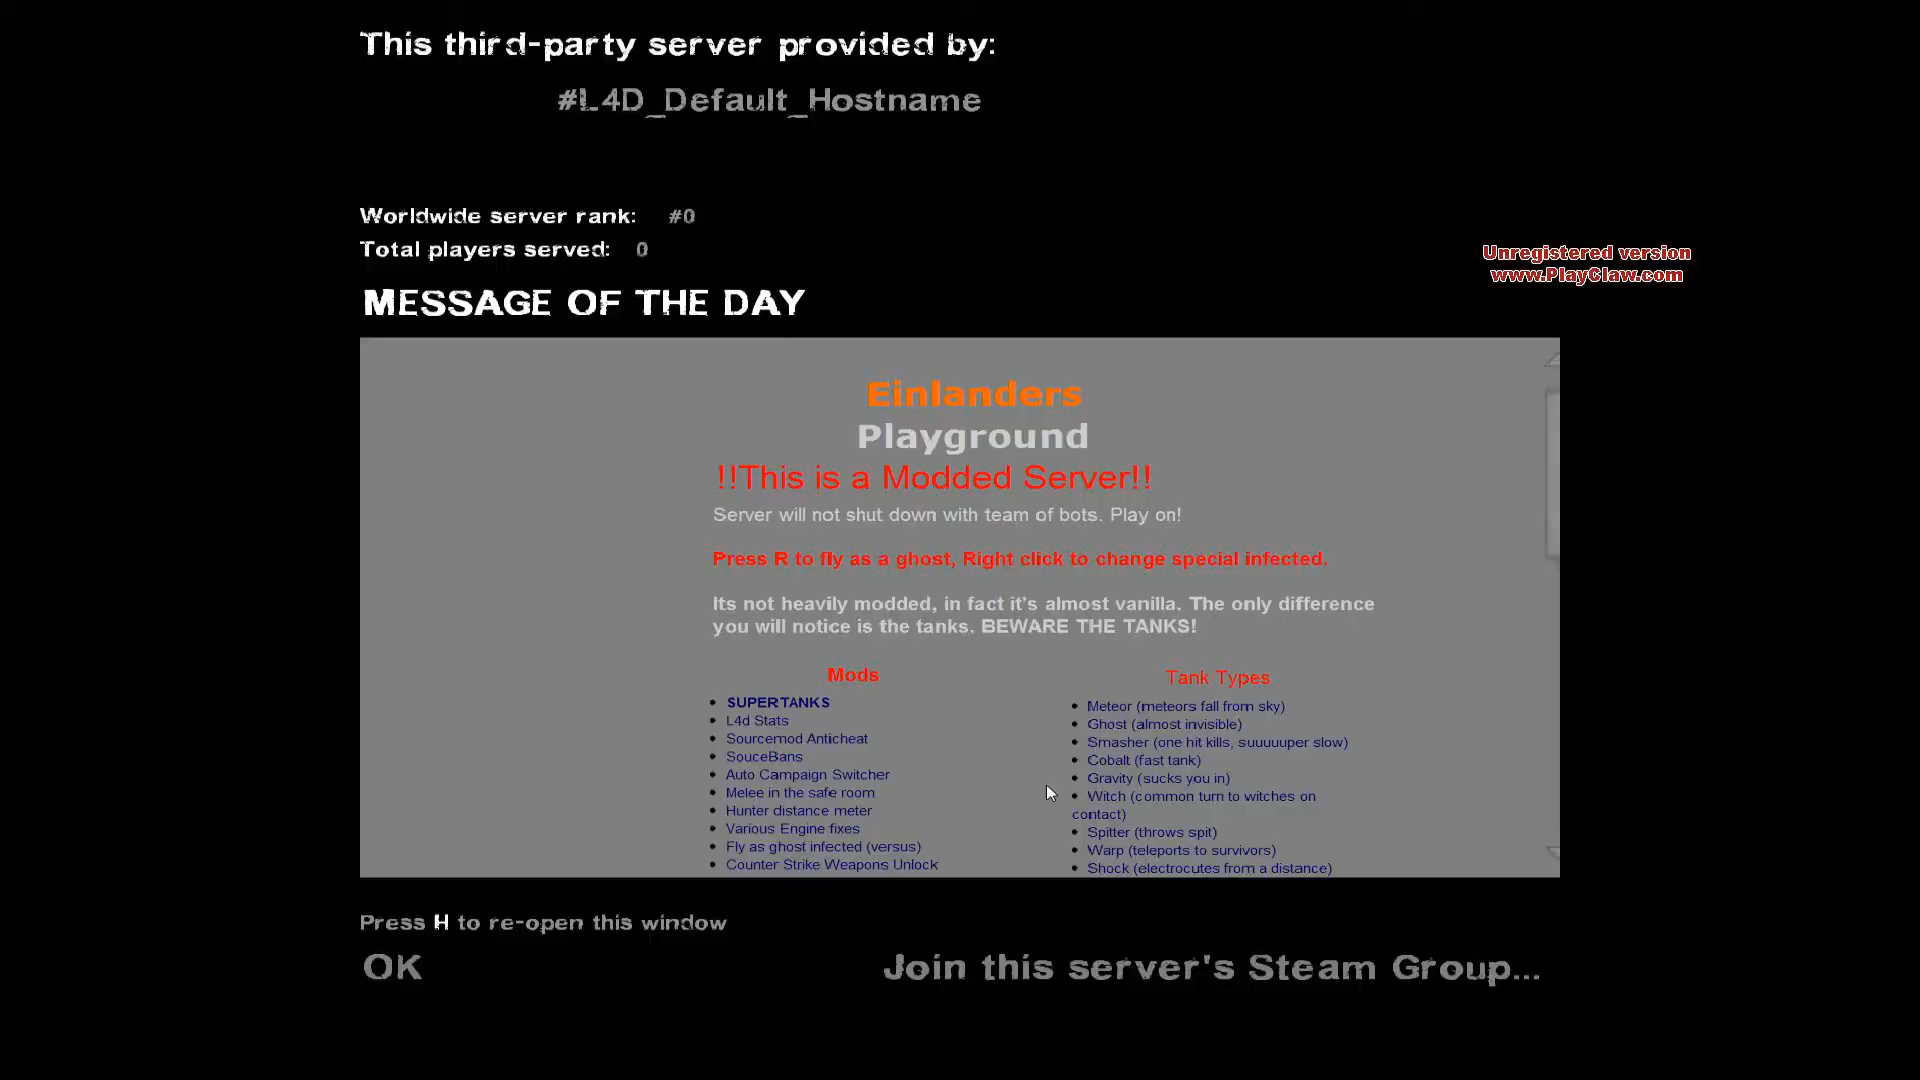 This third-party server provided by:
#L4D_Default_Hostname
Worldwide server rank: #0
Total players served: 0
Unregistered version
www.PlayClaw.com
MESSAGE OF THE DAY
Einlanders
Playground
!!This is a Modded Server!!
Server will not shut down with team of bots. Play on!
Press R to fly as a ghost, Right click to change special infected.
Its not heavily modded, in fact it's almost vanilla. The only difference
you will notice is the tanks. BEWARE THE TANKS!
Mods
SUPERTANKS
L4d Stats
Sourcemod Anticheat
SouceBans
Auto Campaign Switcher
Melee in the safe room
Hunter distance meter
Various Engine fixes
Fly as ghost infected (versus)
Counter Strike Weapons Unlock
Tank Types
Meteor (meteors fall from sky)
Ghost (almost invisible)
Smasher (one hit kills, suuuuuper slow)
Cobalt (fast tank)
Gravity (sucks you in)
Witch (common turn to witches on
contact)
Spitter (throws spit)
Warp (teleports to survivors)
Shock (electrocutes from a distance)
Press H to re-open this window
OK
Join this server's Steam Group...